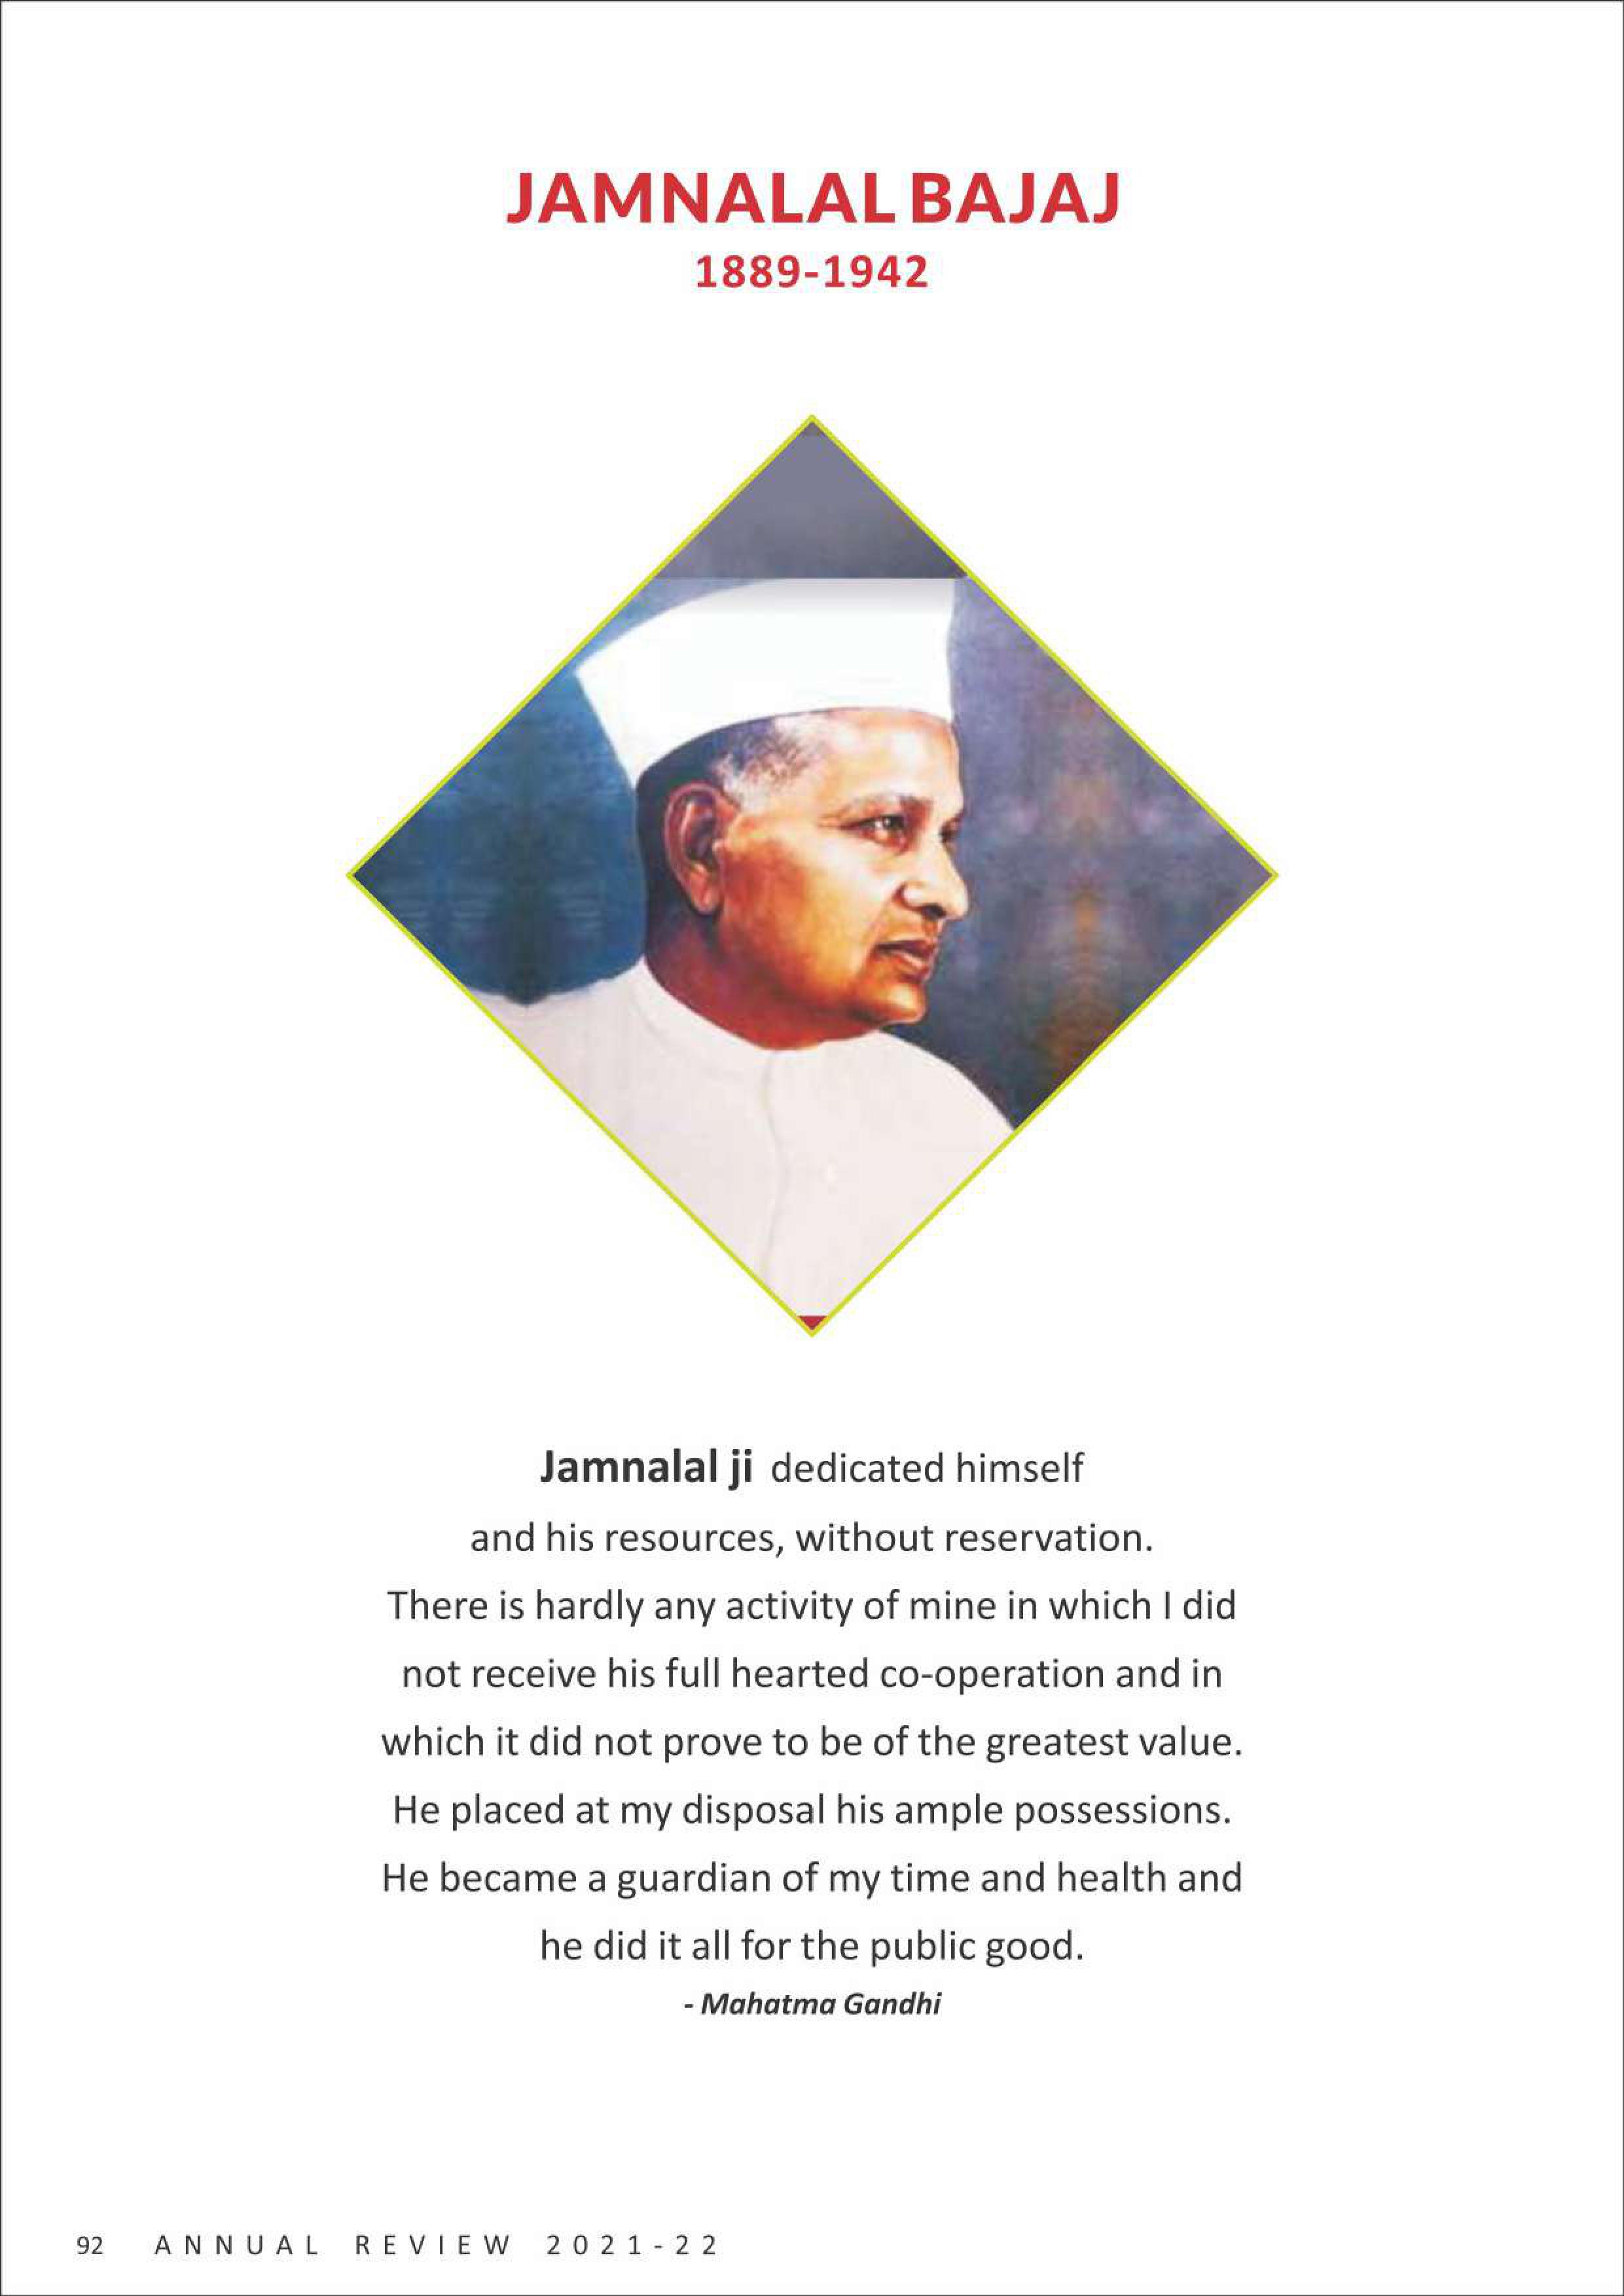 JAMNALAL BAJAJ
1889-1942
Jamnalal ji dedicated himself
and his resources, without reservation.
There is hardly any activity of mine in which I did
not receive his full hearted co-operation and in
which it did not prove to be of the greatest value.
He placed at my disposal his ample possessions.
He became a guardian of my time and health and
he did it all for the public good.
- Mahatma Gandhi
92 ANNUAL REVIEW 2021-22